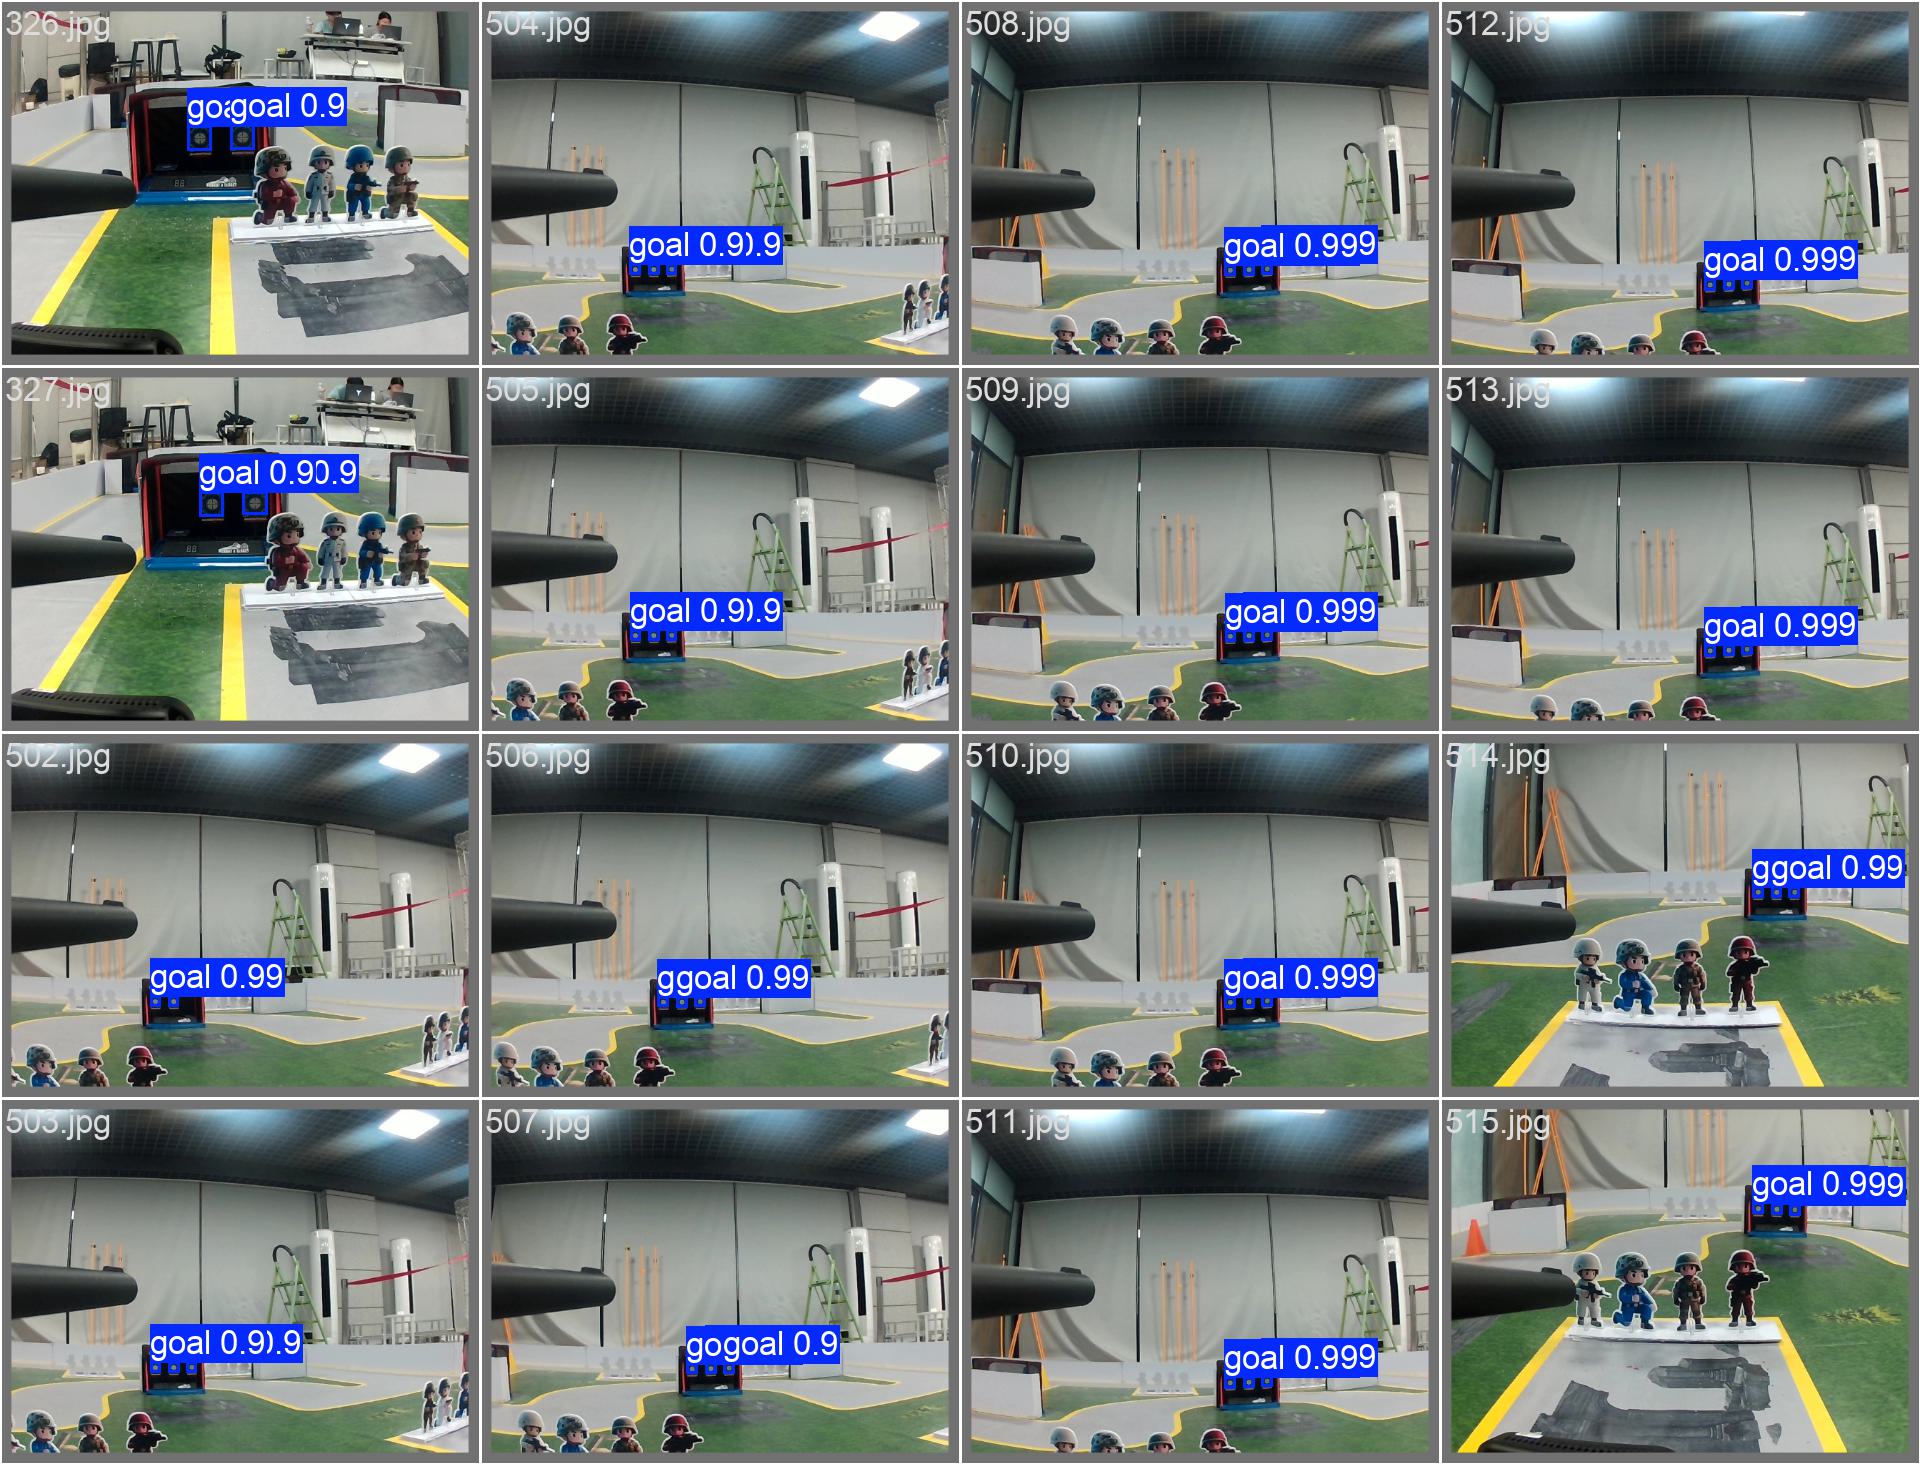 326.jpg
504.jpg
508.jpg
512.jpg
goagoal 0.9
goal 0.9).9
goal 0.999
goal 0.999
327.jpg
505.jpg
509.jpg
513.jpg
goal 0.90.9
goal 0.9).9
goal 0.999
goal 0.999
502.jpg
506.jpg
510.jpg
514.jpg
goal 0.99
ggoal 0.99
goal 0.999
ggoal 0.99
503.jpg
507.jpg
511.jpg
515.jpg
goal 0.9).9
gogoal 0.9
goal 0.999
goal 0.999